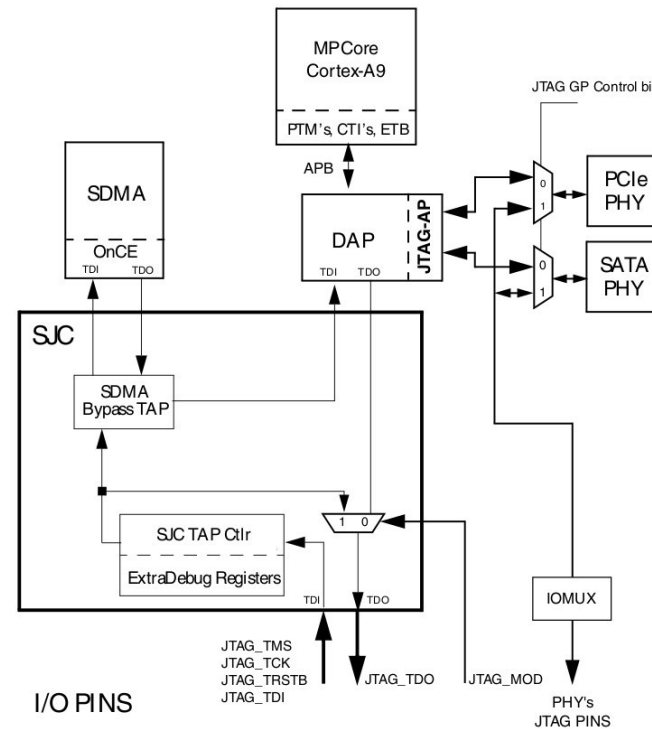 MPCore
Cortex-A9
PTM's, CTI's, ETB
APB
JTAG GP Control bi
SDMA
OnCE
TDI TDO
DAP
JTAG-AP
TDI TDO
0
1
PCIe
PHY
0
1
SATA
PHY
SJC
SDMA
Bypass TAP
1 0
SJC TAP Ctlr
ExtraDebug Registers
TDI TDO
IOMUX
JTAG_TMS
JTAG_TCK
JTAG_TRSTB
JTAG_TDI
JTAG_TDO
JTAG_MOD
PHY's
JTAG PINS
I/O PINS